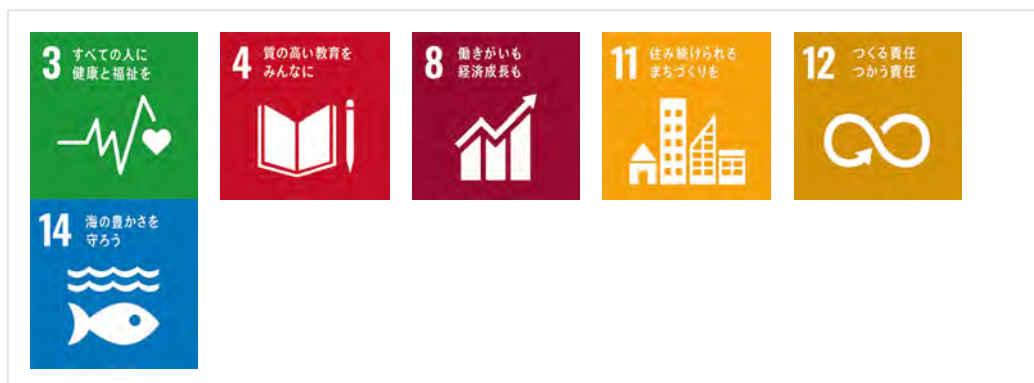 3 すべての人に
健康と福祉を
4 質の高い教育を
みんなに
8 働きがいも
経済成長も
11 住み続けられる
まちづくりを
12 つくる責任
つかう責任
14 海の豊かさを
守ろう